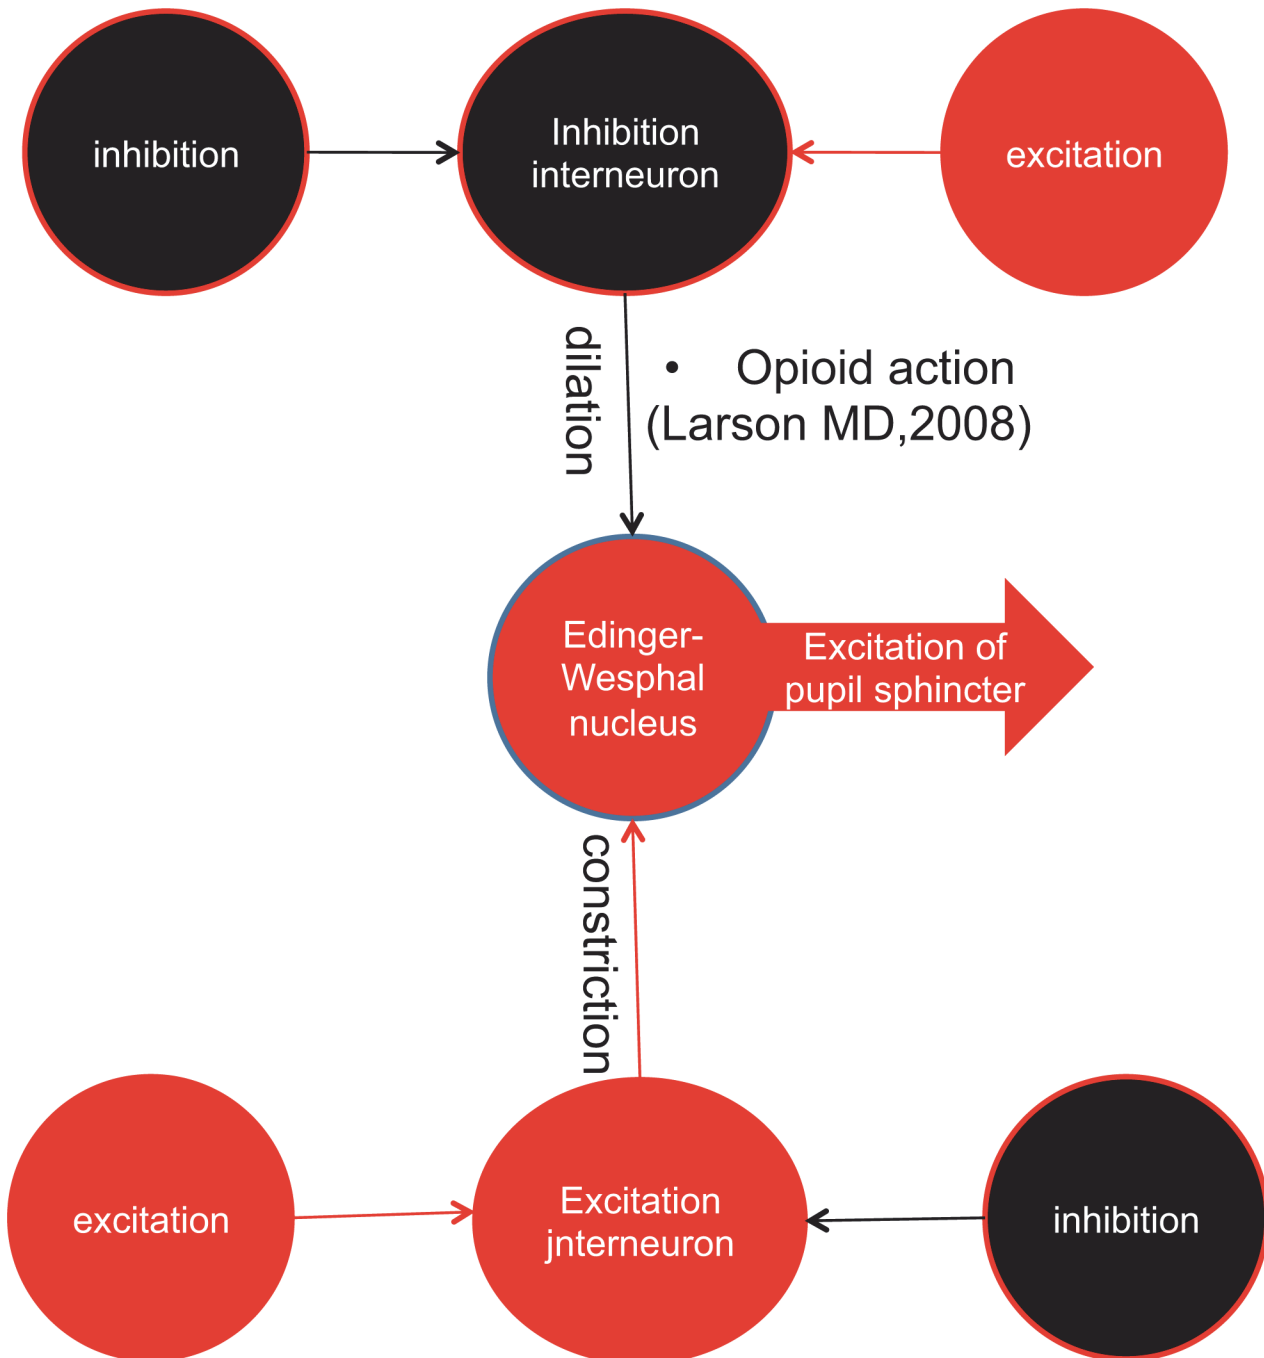 inhibition
Inhibition
interneuron
excitation
dilation
• Opioid action
(Larson MD,2008)
Edinger-
Wesphal
nucleus
Excitation of
pupil sphincter
constriction
excitation
Excitation
jnterneuron
inhibition